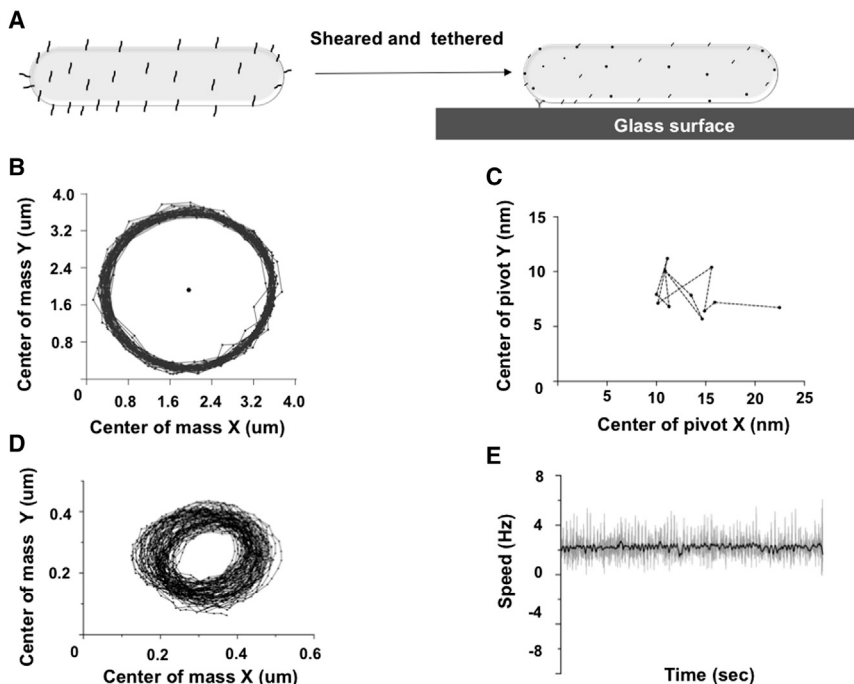 A
Sheared and tethered
Glass surface
B
Center of mass Y (um)
4.0
3.2
2.4
1.6
0.8
0
0.8
1.6
2.4
3.2
4.0
Center of mass X (um)
C
Center of pivot Y (nm)
15
10
5
0
5
10
15
20
25
Center of pivot X (nm)
D
Center of mass Y (um)
0.4
0.2
0
0.2
0.4
0.6
Center of mass X (um)
E
Speed (Hz)
8
4
0
-4
-8
Time (sec)